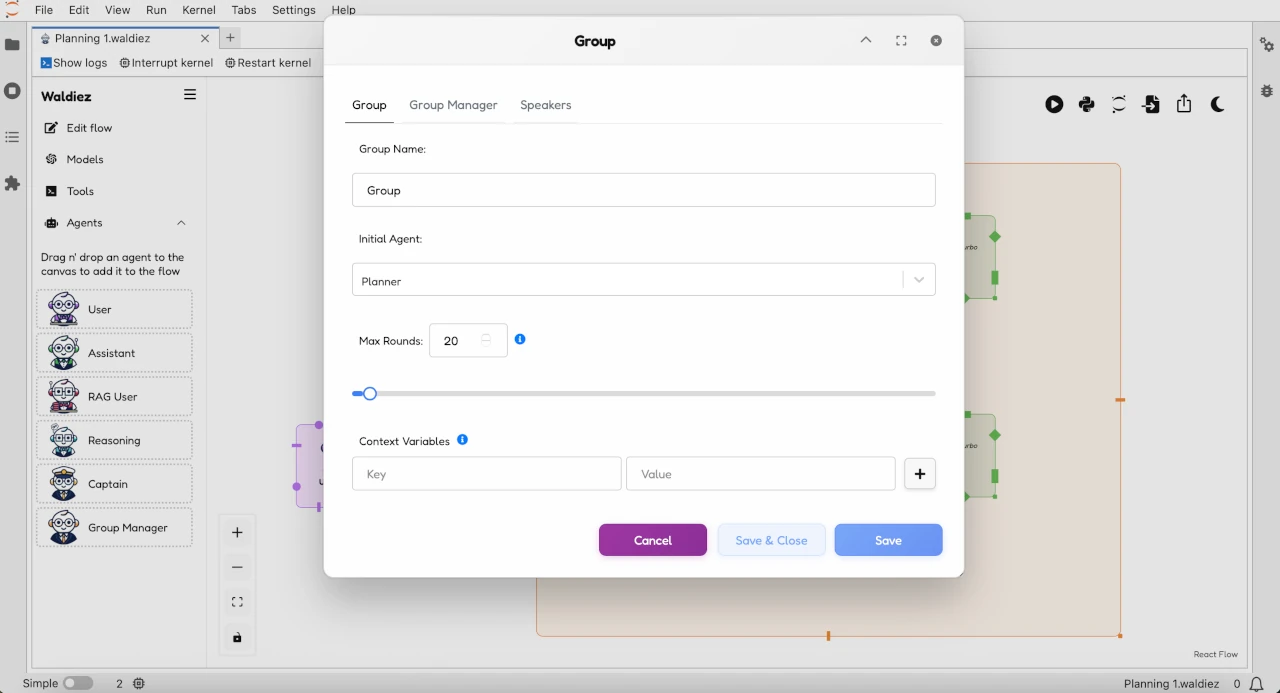 File Edit View Run Kernel Tabs Settings Help
Planning 1.waldiez
Show logs Interrupt kernel Restart kernel
Waldiez
Edit flow
Models
Tools
Agents
Drag n' drop an agent to the
canvas to add it to the flow
User
Assistant
RAG User
Reasoning
Captain
Group Manager
Group
Group Group Manager Speakers
Group Name:
Group
Initial Agent:
Planner
Max Rounds: 20
Context Variables
Key Value
Cancel Save & Close Save
React Flow
Simple 2
Planning 1.waldiez 0